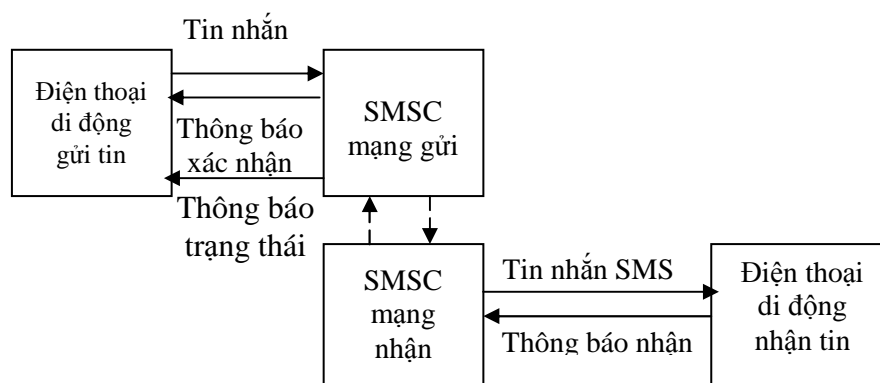 Tin nhắn
Điện thoại
di động
gửi tin
SMSC
mạng gửi
Thông báo
xác nhận
Thông báo
trạng thái
SMSC
mạng
nhận
Tin nhắn SMS
Thông báo nhận
Điện thoại
di động
nhận tin